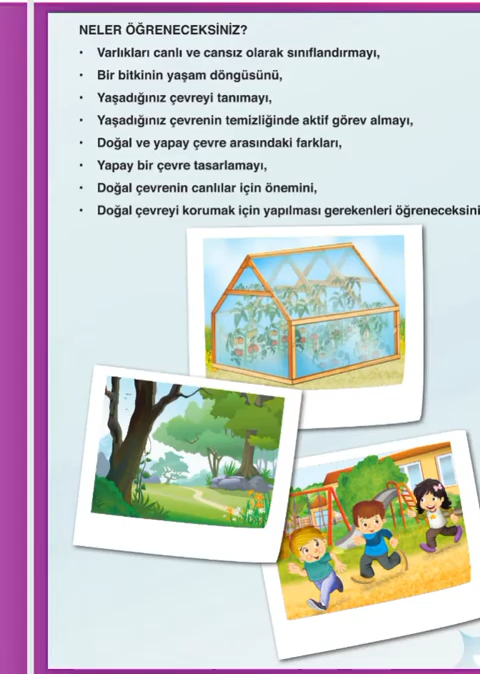 NELER ÖĞRENECEKSİNİZ?
• Varlıkları canlı ve cansız olarak sınıflandırmayı,
• Bir bitkinin yaşam döngüsünü,
• Yaşadığınız çevreyi tanımayı,
• Yaşadığınız çevrenin temizliğinde aktif görev almayı,
• Doğal ve yapay çevre arasındaki farkları,
• Yapay bir çevre tasarlamayı,
• Doğal çevrenin canlılar için önemini,
• Doğal çevreyi korumak için yapılması gerekenleri öğreneceksini